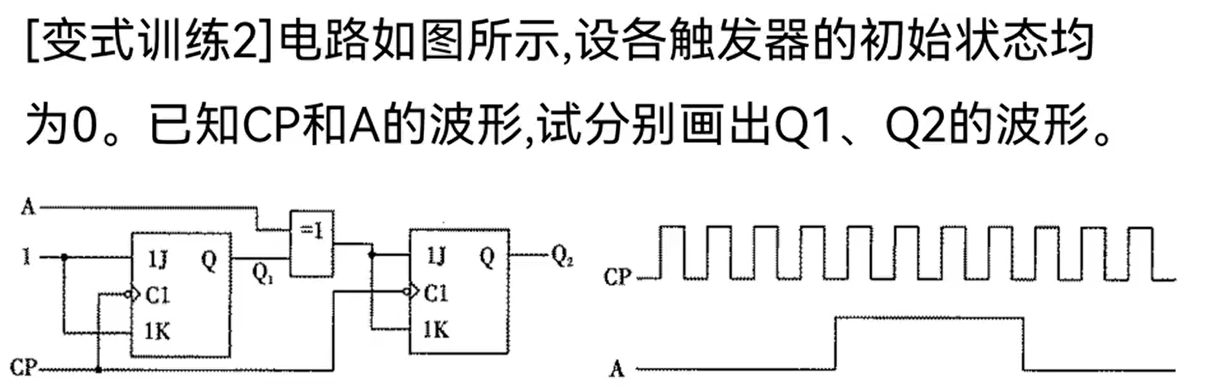 [变式训练2]电路如图所示,设各触发器的初始状态均
为0。已知CP和A的波形,试分别画出Q1、Q2的波形。
A
=1
1
1J
Q
Q₁
C1
1K
CP
1J
Q
Q₂
C1
1K
CP
A